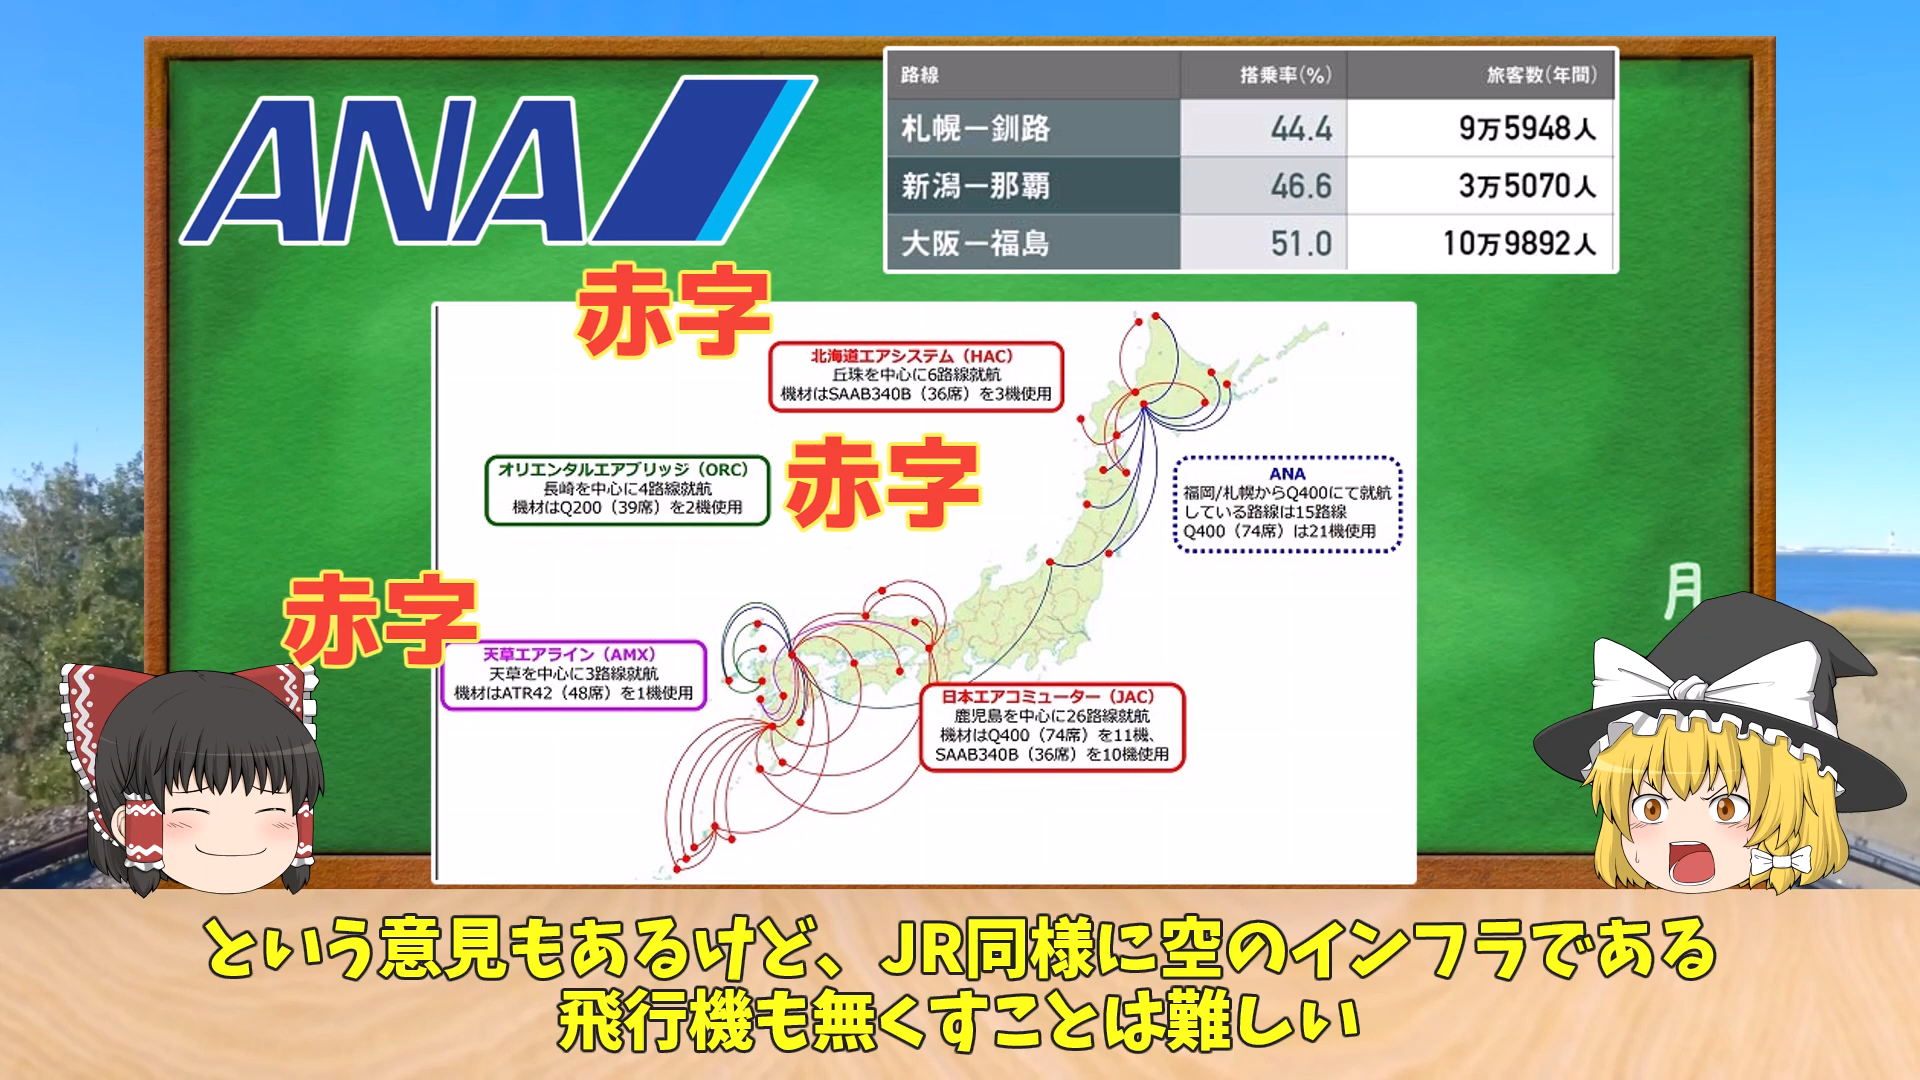 ANA
路線 搭乗率(%) 旅客数(年間)
札幌－釧路 44.4 9万5948人
新潟－那覇 46.6 3万5070人
大阪－福島 51.0 10万9892人
赤字
北海道エアシステム（HAC）
丘珠を中心に6路線就航
機材はSAAB340B（36席）を3機使用
オリエンタルエアブリッジ（ORC）
長崎を中心に4路線就航
機材はQ200（39席）を2機使用
赤字
ANA
福岡/札幌からQ400にて就航
している路線は15路線
Q400（74席）は21機使用
赤字
天草エアライン（AMX）
天草を中心に3路線就航
機材はATR42（48席）を1機使用
日本エアコミューター（JAC）
鹿児島を中心に26路線就航
機材はQ400（74席）を11機、
SAAB340B（36席）を10機使用
月
という意見もあるけど、JR同様に空のインフラである
飛行機も無くすことは難しい